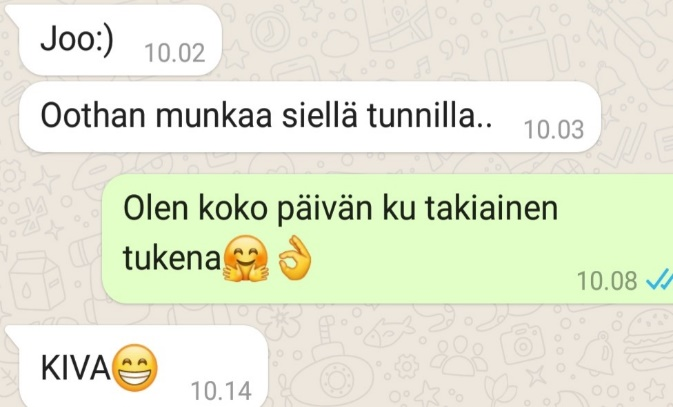 Joo:) 10.02
Oothan munkaa siellä tunnilla.. 10.03
Olen koko päivän ku takiainen
tukena🤗👌 10.08
KIVA😁 10.14